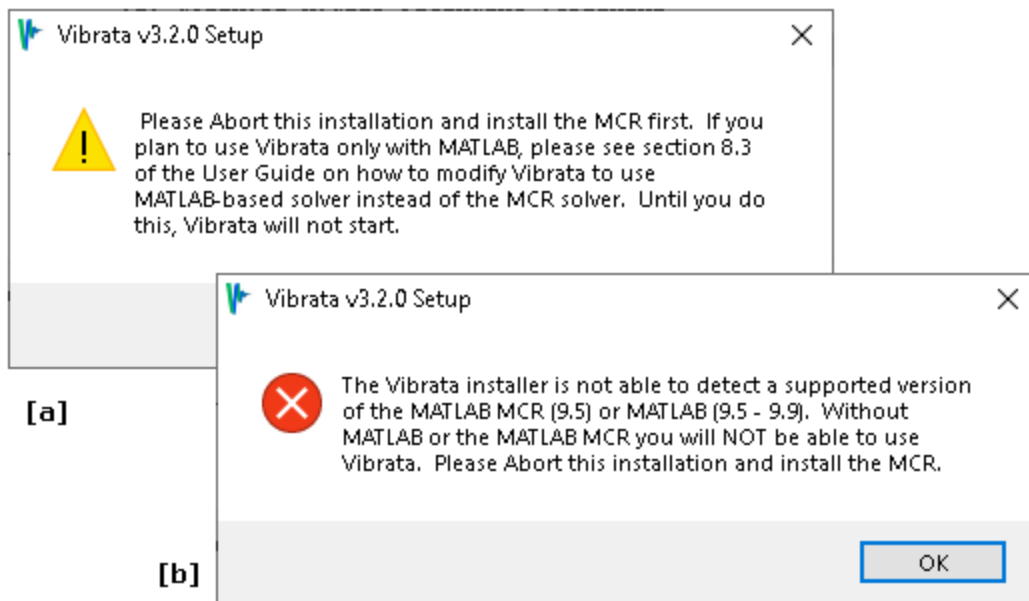 Vibrata v3.2.0 Setup
Please Abort this installation and install the MCR first.  If you
plan to use Vibrata only with MATLAB, please see section 8.3
of the User Guide on how to modify Vibrata to use
MATLAB-based solver instead of the MCR solver.  Until you do
this, Vibrata will not start.
[a]
Vibrata v3.2.0 Setup
The Vibrata installer is not able to detect a supported version
of the MATLAB MCR (9.5) or MATLAB (9.5 - 9.9).  Without
MATLAB or the MATLAB MCR you will NOT be able to use
Vibrata.  Please Abort this installation and install the MCR.
OK
[b]